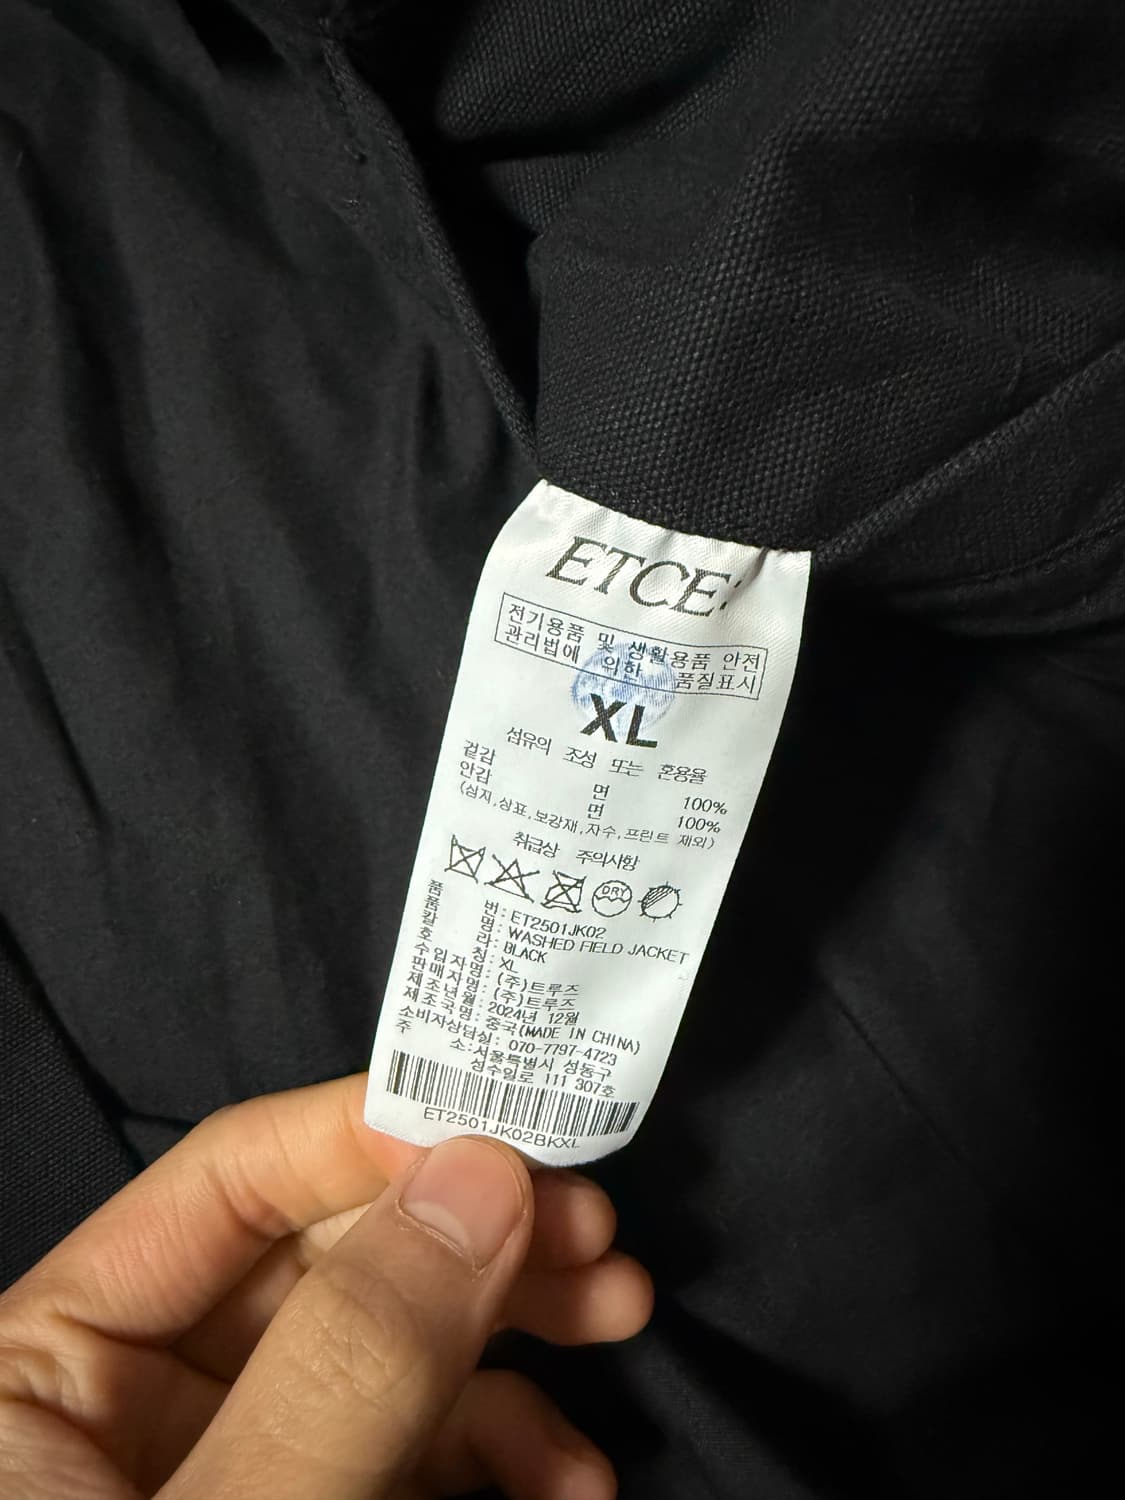 ETCE
전기용품 및 생활용품 안전
관리법에 위한 품질표시
XL
섬유의 조성 또는 혼용율
겉감 면 100%
안감 면 100%
(심지,상표,보강재,자수,프린트 제외)
취급상 주의사항
DRY
품 번: ET2501JK02
품 명: WASHED FIELD JACKET
칼 라: BLACK
호 칭: XL
수입자명: (주)트루즈
판매자명: (주)트루즈
제조년월: 2024년 12월
제조국명: 중국(MADE IN CHINA)
소비자상담실: 070-7797-4723
주 소:서울특별시 성동구
성수일로 111 307호
ET2501JK02BKXL